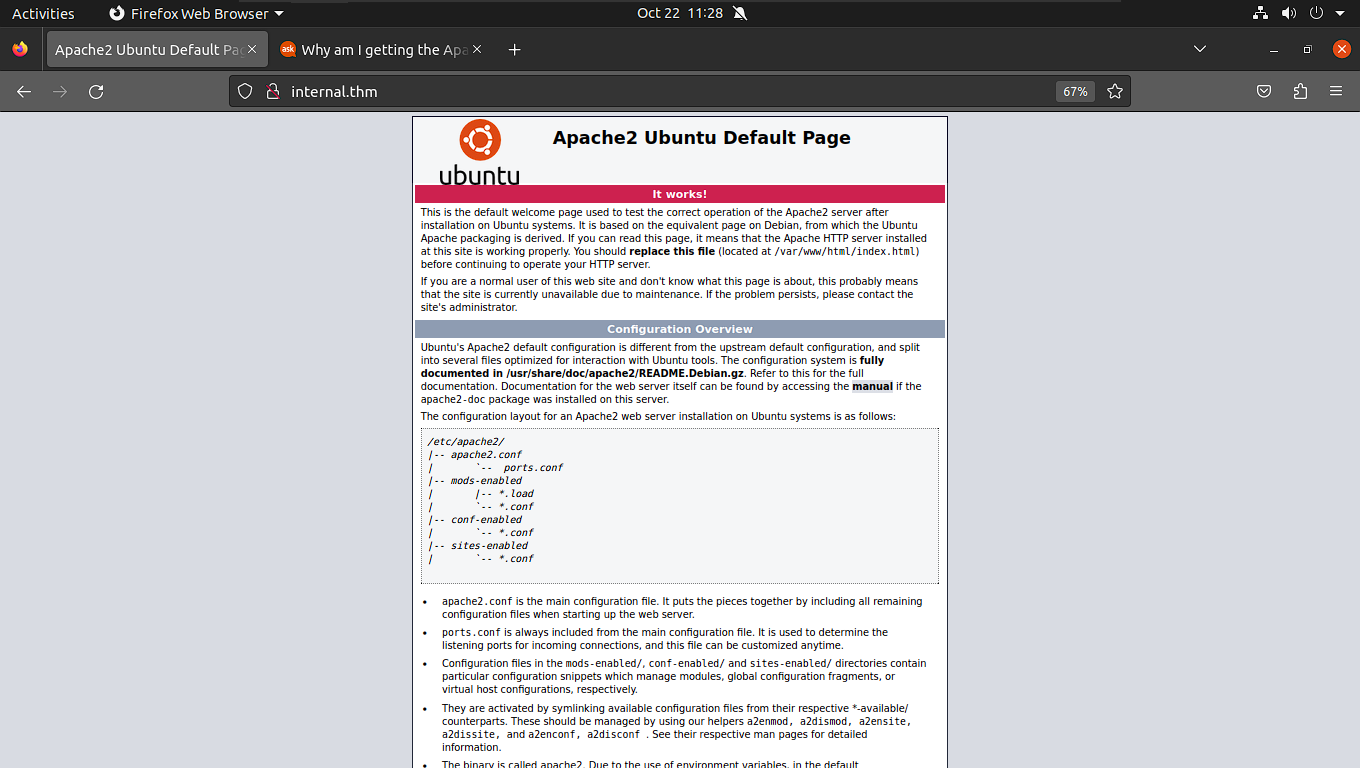 Activities Firefox Web Browser Oct 22 11:28
Apache2 Ubuntu Default Pag Why am I getting the Apa
internal.thm 67%
ubuntu
Apache2 Ubuntu Default Page
It works!
This is the default welcome page used to test the correct operation of the Apache2 server after
installation on Ubuntu systems. It is based on the equivalent page on Debian, from which the Ubuntu
Apache packaging is derived. If you can read this page, it means that the Apache HTTP server installed
at this site is working properly. You should replace this file (located at /var/www/html/index.html)
before continuing to operate your HTTP server.
If you are a normal user of this web site and don't know what this page is about, this probably means
that the site is currently unavailable due to maintenance. If the problem persists, please contact the
site's administrator.
Configuration Overview
Ubuntu's Apache2 default configuration is different from the upstream default configuration, and split
into several files optimized for interaction with Ubuntu tools. The configuration system is fully
documented in /usr/share/doc/apache2/README.Debian.gz. Refer to this for the full
documentation. Documentation for the web server itself can be found by accessing the manual if the
apache2-doc package was installed on this server.
The configuration layout for an Apache2 web server installation on Ubuntu systems is as follows:
/etc/apache2/
|-- apache2.conf
|       `--  ports.conf
|-- mods-enabled
|       |-- *.load
|       `-- *.conf
|-- conf-enabled
|       `-- *.conf
|-- sites-enabled
|       `-- *.conf
• apache2.conf is the main configuration file. It puts the pieces together by including all remaining
configuration files when starting up the web server.
• ports.conf is always included from the main configuration file. It is used to determine the
listening ports for incoming connections, and this file can be customized anytime.
• Configuration files in the mods-enabled/, conf-enabled/ and sites-enabled/ directories contain
particular configuration snippets which manage modules, global configuration fragments, or
virtual host configurations, respectively.
• They are activated by symlinking available configuration files from their respective *-available/
counterparts. These should be managed by using our helpers a2enmod, a2dismod, a2ensite,
a2dissite, and a2enconf, a2disconf . See their respective man pages for detailed
information.
• The binary is called apache2. Due to the use of environment variables, in the default